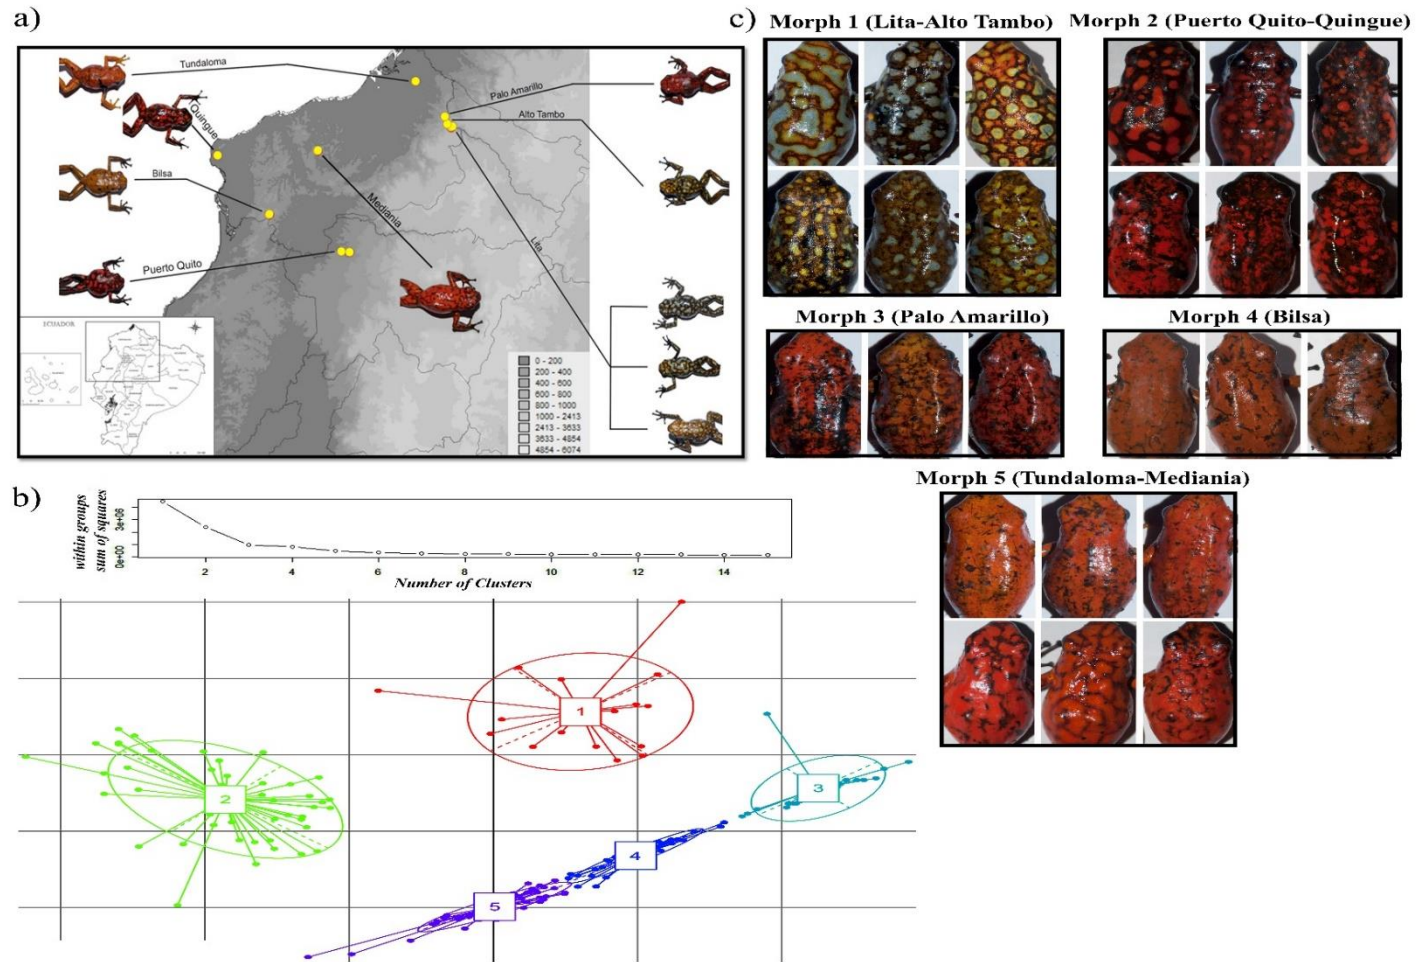 a)
Tundaloma
Quingue
Bilsa
Puerto Quito
Mediania
Palo Amarillo
Alto Tambo
Lita
ECUADOR
0 - 200
200 - 400
400 - 600
600 - 800
800 - 1000
1000 - 2413
2413 - 3633
3633 - 4854
4854 - 6074
b)
within groups
sum of squares
3e+06
0e+00
2 4 6 8 10 12 14
Number of Clusters
1
2
3
4
5
c)
Morph 1 (Lita-Alto Tambo)
Morph 2 (Puerto Quito-Quingue)
Morph 3 (Palo Amarillo)
Morph 4 (Bilsa)
Morph 5 (Tundaloma-Mediania)